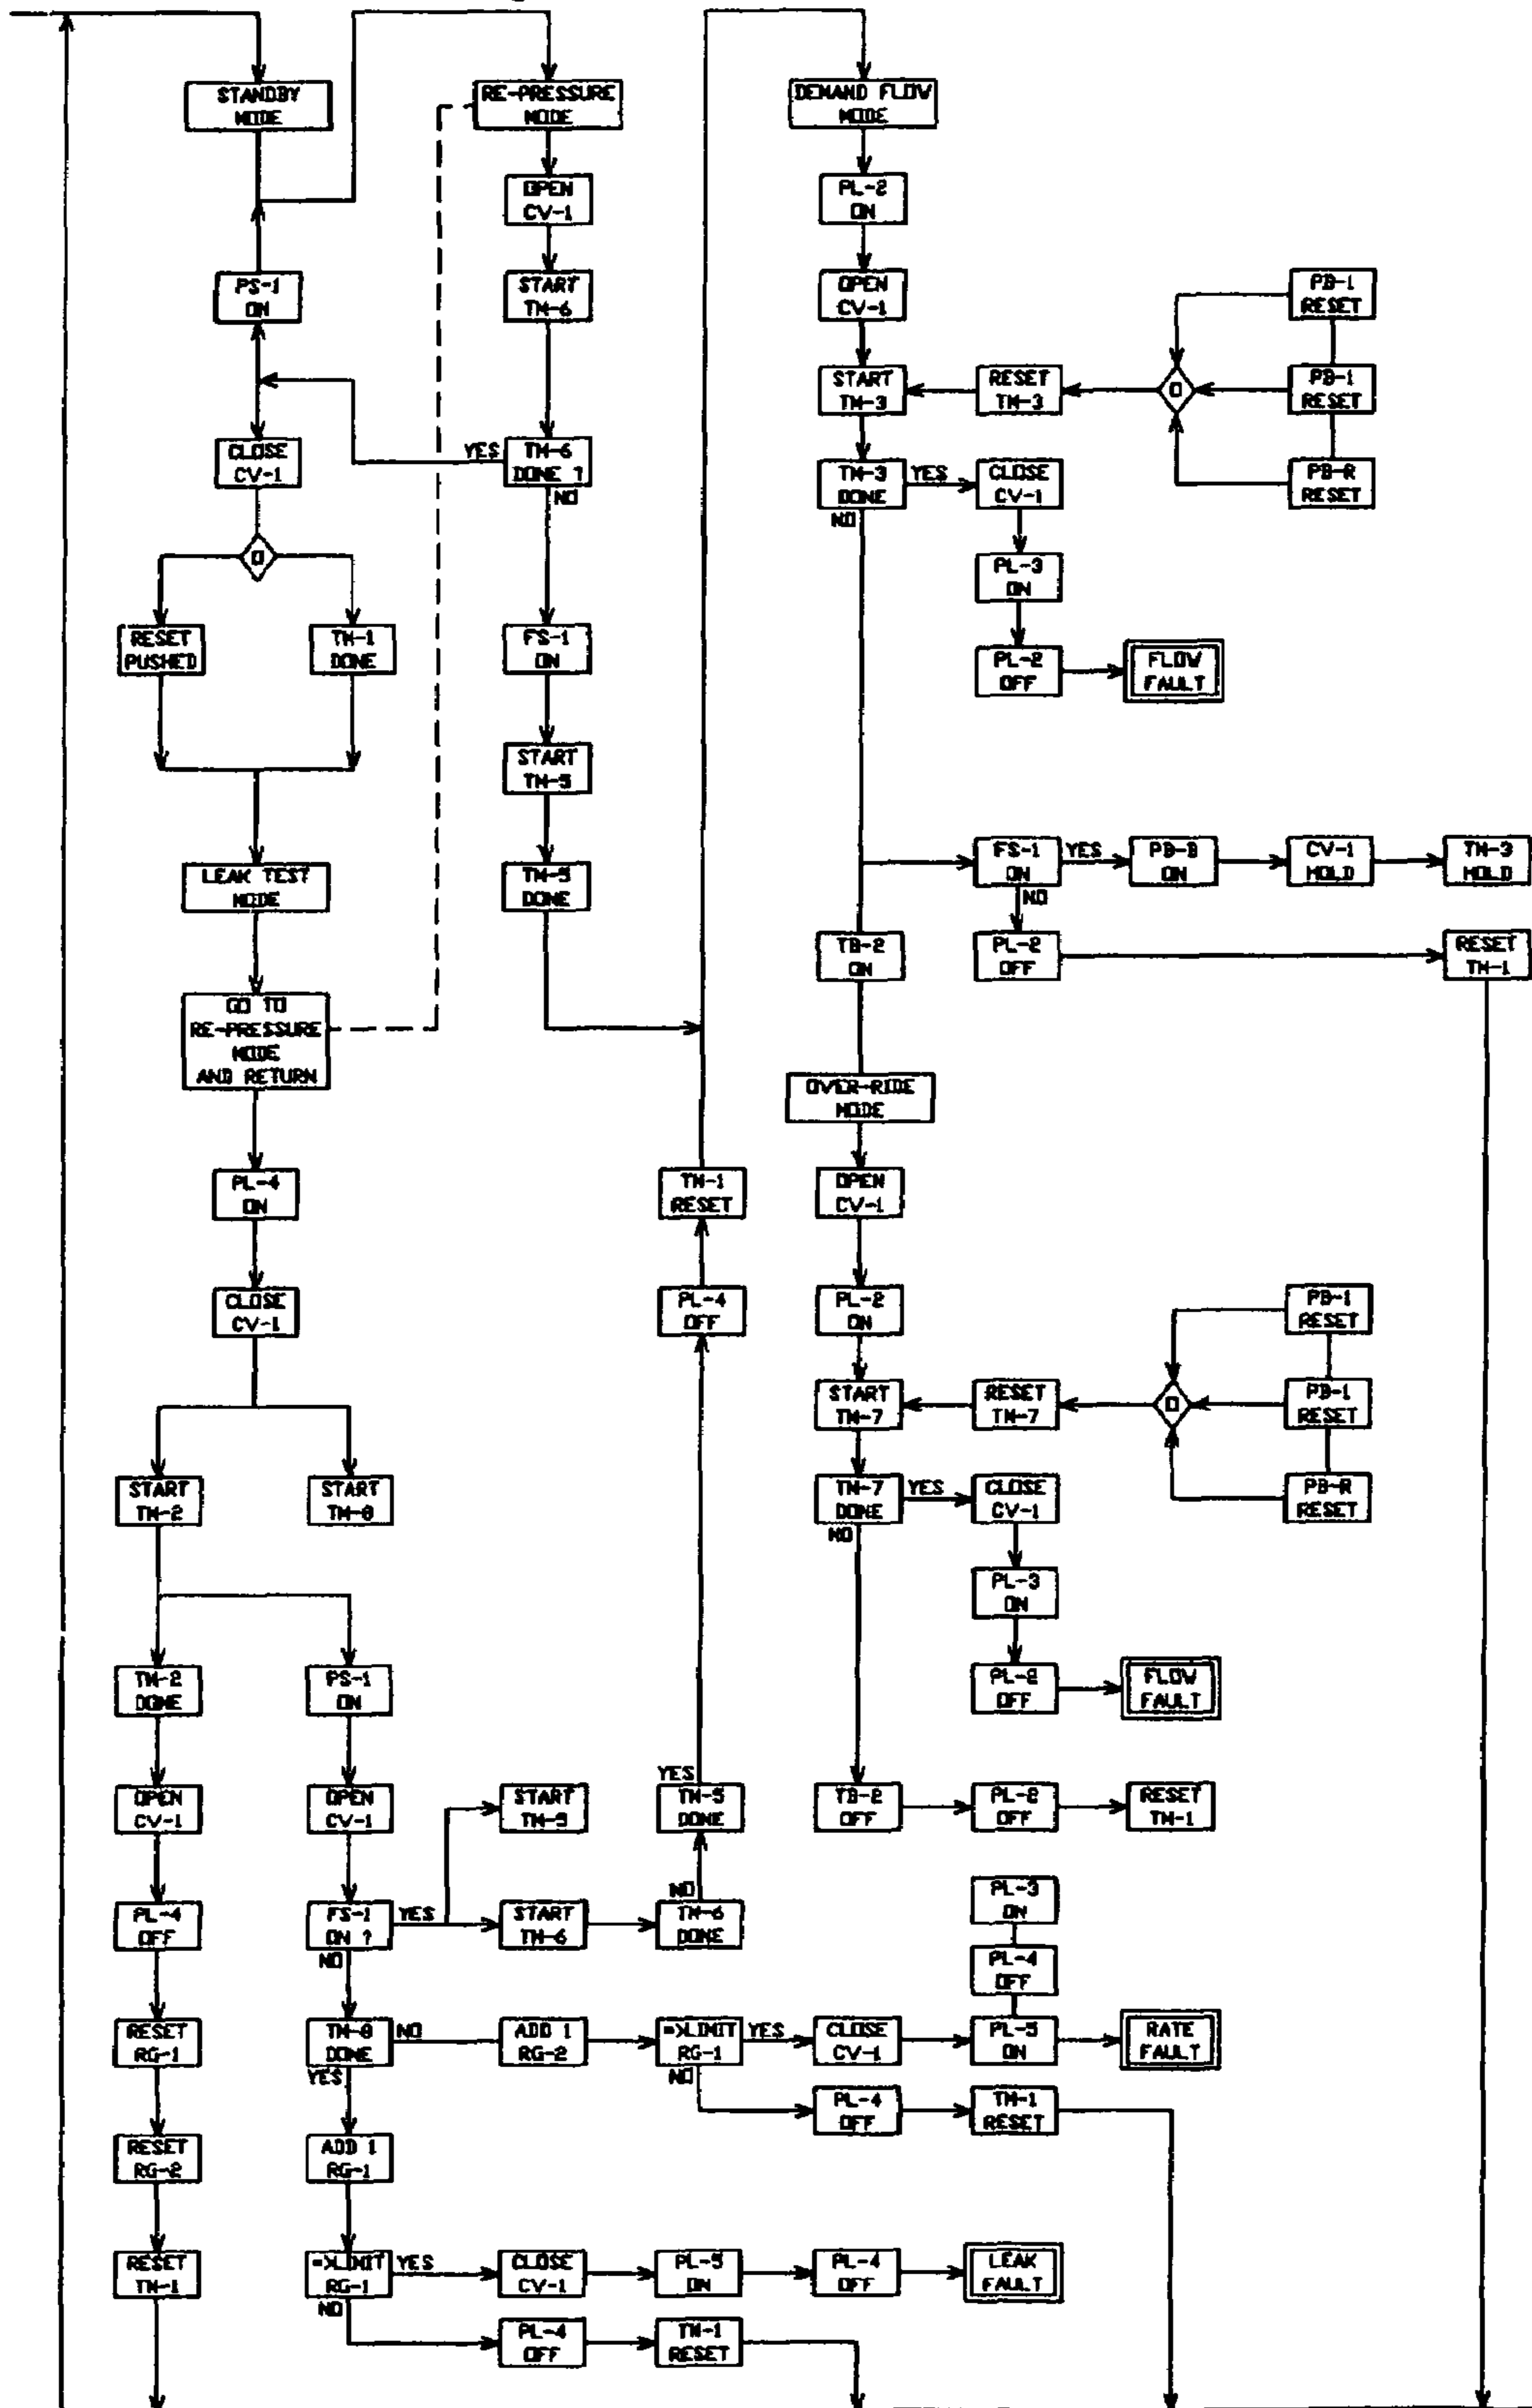 STANDBY
MODE
PS-1
ON
CLOSE
CV-1
O
RESET
PUSHED
TM-1
DONE
LEAK TEST
MODE
GO TO
RE-PRESSURE
MODE
AND RETURN
PL-4
ON
CLOSE
CV-1
START
TM-2
START
TM-8
TM-2
DONE
OPEN
CV-1
PL-4
OFF
RESET
RG-1
RESET
RG-2
RESET
TM-1
PS-1
ON
OPEN
CV-1
FS-1
ON ?
YES
NO
TM-8
DONE
NO
YES
ADD 1
RG-1
=>LIMIT
RG-1
YES
NO
RE-PRESSURE
MODE
OPEN
CV-1
START
TM-6
TM-6
DONE ?
YES
NO
FS-1
ON
START
TM-5
TM-5
DONE
START
TM-5
START
TM-6
TM-6
DONE
NO
TM-5
DONE
YES
PL-4
OFF
TM-1
RESET
ADD 1
RG-2
=>LIMIT
RG-1
YES
NO
CLOSE
CV-1
PL-5
ON
PL-4
OFF
PL-3
ON
RATE
FAULT
PL-4
OFF
TM-1
RESET
CLOSE
CV-1
PL-5
ON
PL-4
OFF
LEAK
FAULT
PL-4
OFF
TM-1
RESET
DEMAND FLOW
MODE
PL-2
ON
OPEN
CV-1
START
TM-3
RESET
TM-3
O
PB-1
RESET
PB-1
RESET
PB-R
RESET
TM-3
DONE
YES
NO
CLOSE
CV-1
PL-3
ON
PL-2
OFF
FLOW
FAULT
FS-1
ON
YES
NO
PB-B
ON
CV-1
HOLD
TM-3
HOLD
PL-2
OFF
RESET
TM-1
TB-2
ON
OVER-RIDE
MODE
OPEN
CV-1
PL-2
ON
START
TM-7
RESET
TM-7
O
PB-1
RESET
PB-1
RESET
PB-R
RESET
TM-7
DONE
YES
NO
CLOSE
CV-1
PL-3
ON
PL-2
OFF
FLOW
FAULT
TB-2
OFF
PL-2
OFF
RESET
TM-1